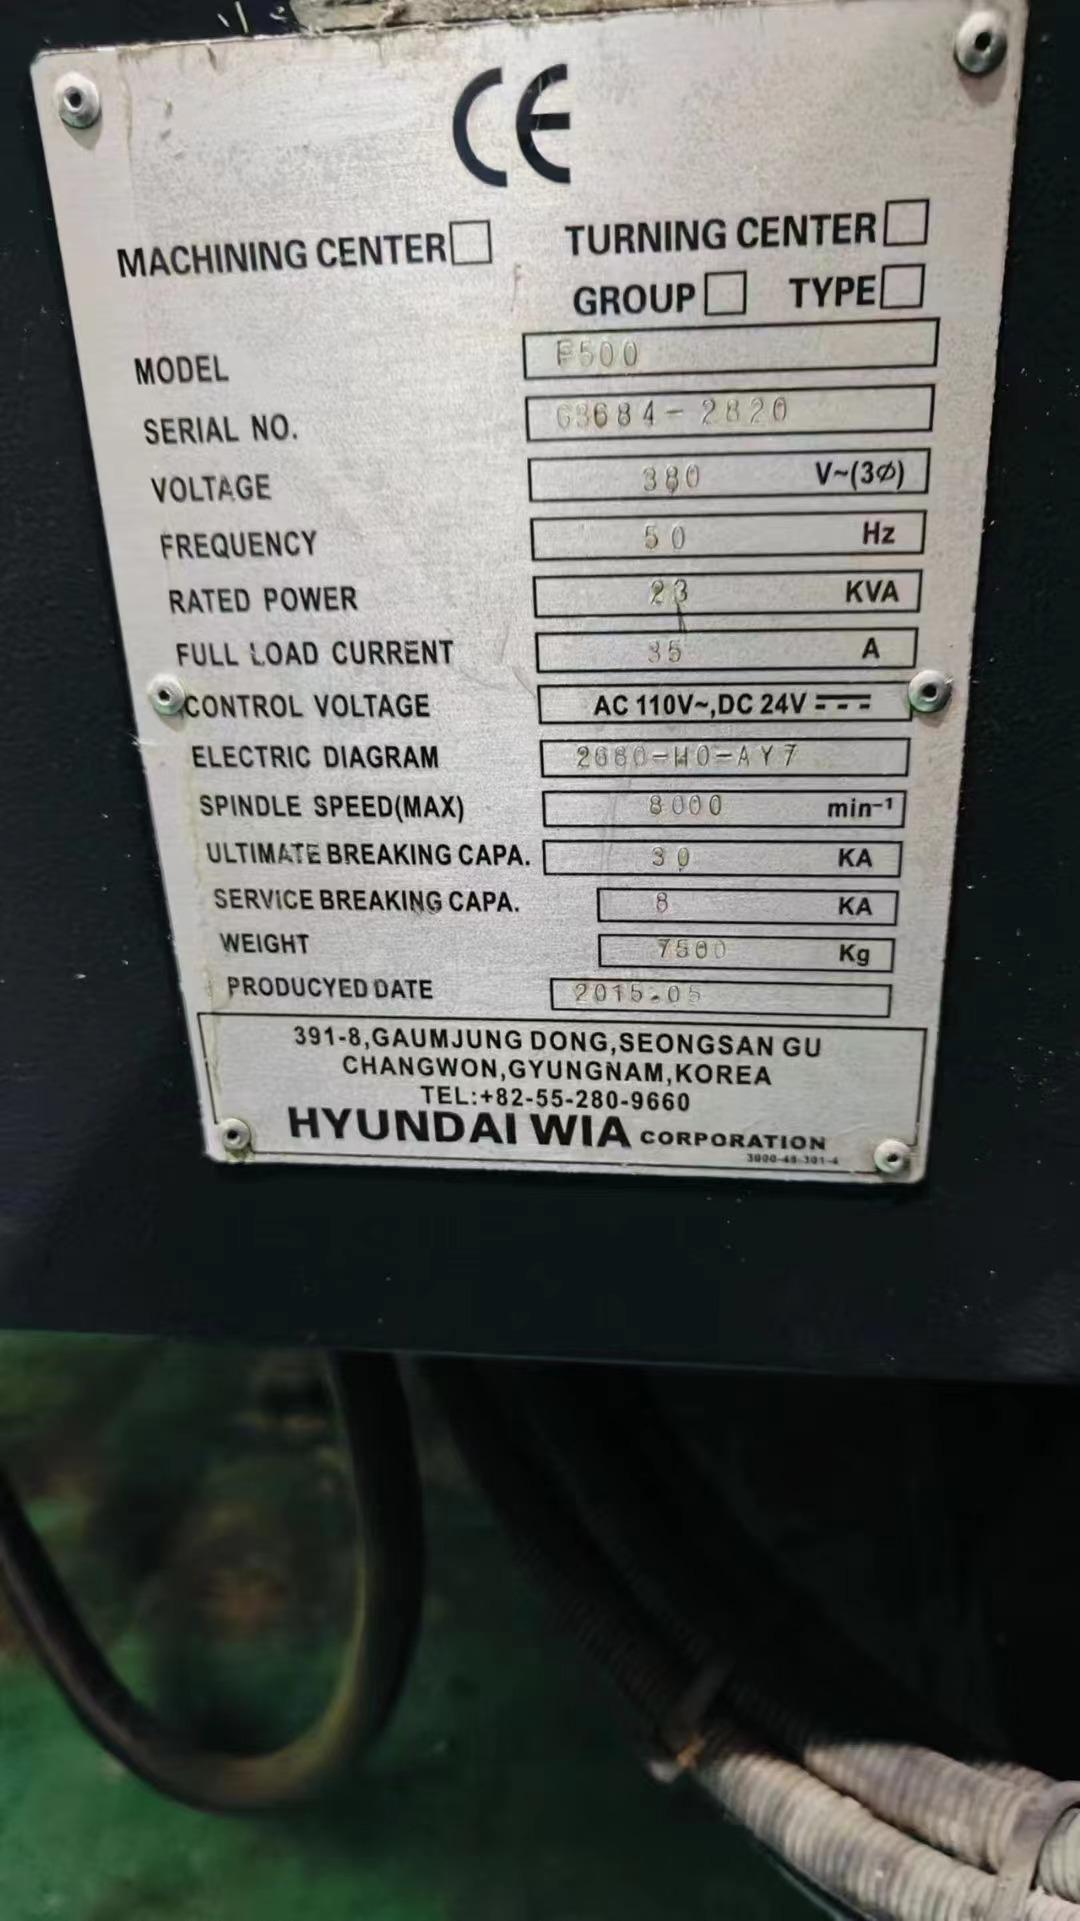 CE
MACHINING CENTER TURNING CENTER
GROUP TYPE
MODEL F500
SERIAL NO. G3684-2820
VOLTAGE 380 V~(3Ø)
FREQUENCY 50 Hz
RATED POWER 23 KVA
FULL LOAD CURRENT 35 A
CONTROL VOLTAGE AC 110V~,DC 24V
ELECTRIC DIAGRAM 2660-W0-AY7
SPINDLE SPEED(MAX) 8000 min⁻¹
ULTIMATE BREAKING CAPA. 30 KA
SERVICE BREAKING CAPA. 8 KA
WEIGHT 7500 Kg
PRODUCYED DATE 2015.05
391-8,GAUMJUNG DONG,SEONGSAN GU
CHANGWON,GYUNGNAM,KOREA
TEL:+82-55-280-9660
HYUNDAI WIA CORPORATION